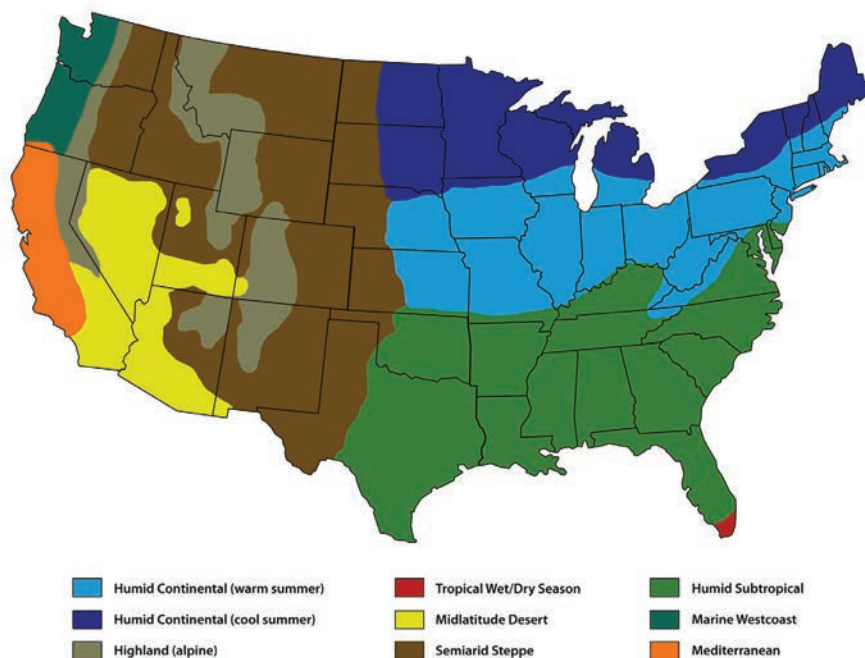 Humid Continental (warm summer)
Humid Continental (cool summer)
Highland (alpine)
Tropical Wet/Dry Season
Midlatitude Desert
Semiarid Steppe
Humid Subtropical
Marine Westcoast
Mediterranean